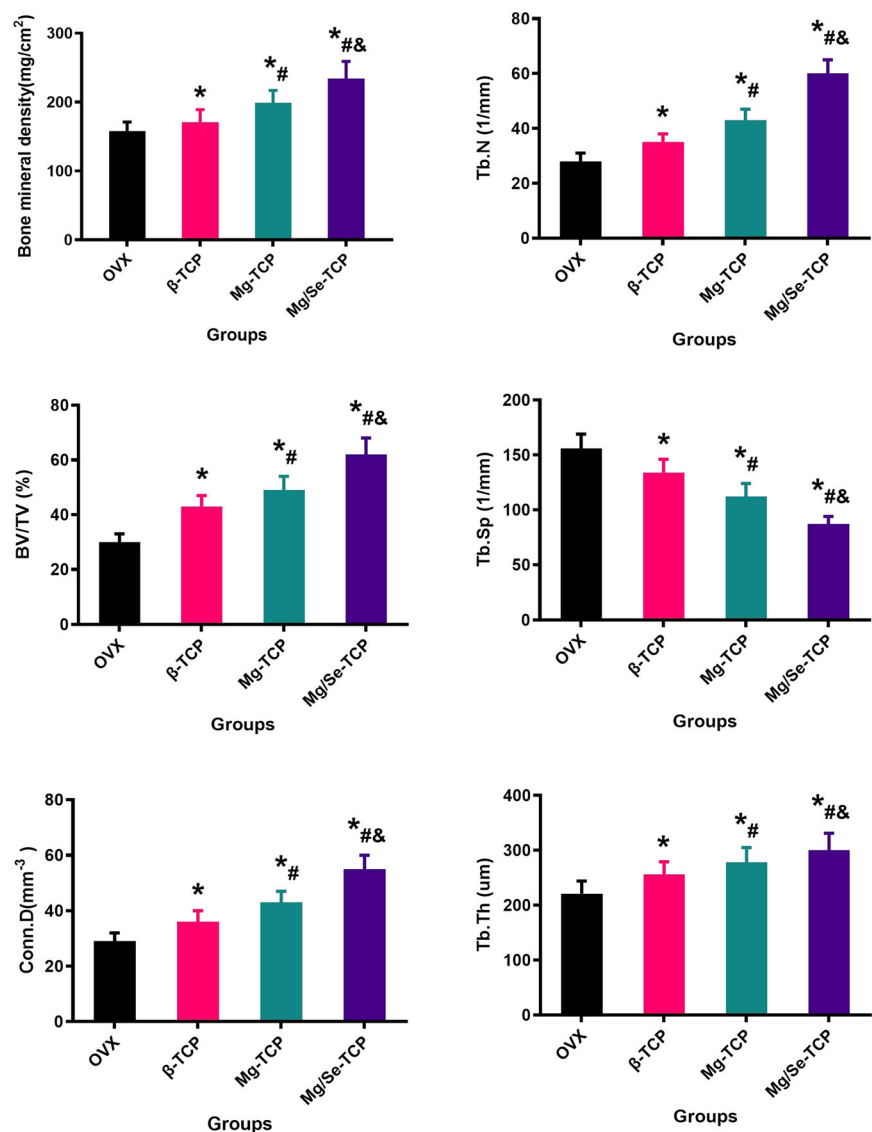 Bone mineral density(mg/cm²)
300
200
100
0
*
*#
*#&
OVX
β-TCP
Mg-TCP
Mg/Se-TCP
Groups
Tb.N (1/mm)
80
60
40
20
0
*
*#
*#&
OVX
β-TCP
Mg-TCP
Mg/Se-TCP
Groups
BV/TV (%)
80
60
40
20
0
*
*#
*#&
OVX
β-TCP
Mg-TCP
Mg/Se-TCP
Groups
Tb.Sp (1/mm)
200
150
100
50
0
*
*#
*#&
OVX
β-TCP
Mg-TCP
Mg/Se-TCP
Groups
Conn.D(mm⁻³)
80
60
40
20
0
*
*#
*#&
OVX
β-TCP
Mg-TCP
Mg/Se-TCP
Groups
Tb.Th (um)
400
300
200
100
0
*
*#
*#&
OVX
β-TCP
Mg-TCP
Mg/Se-TCP
Groups